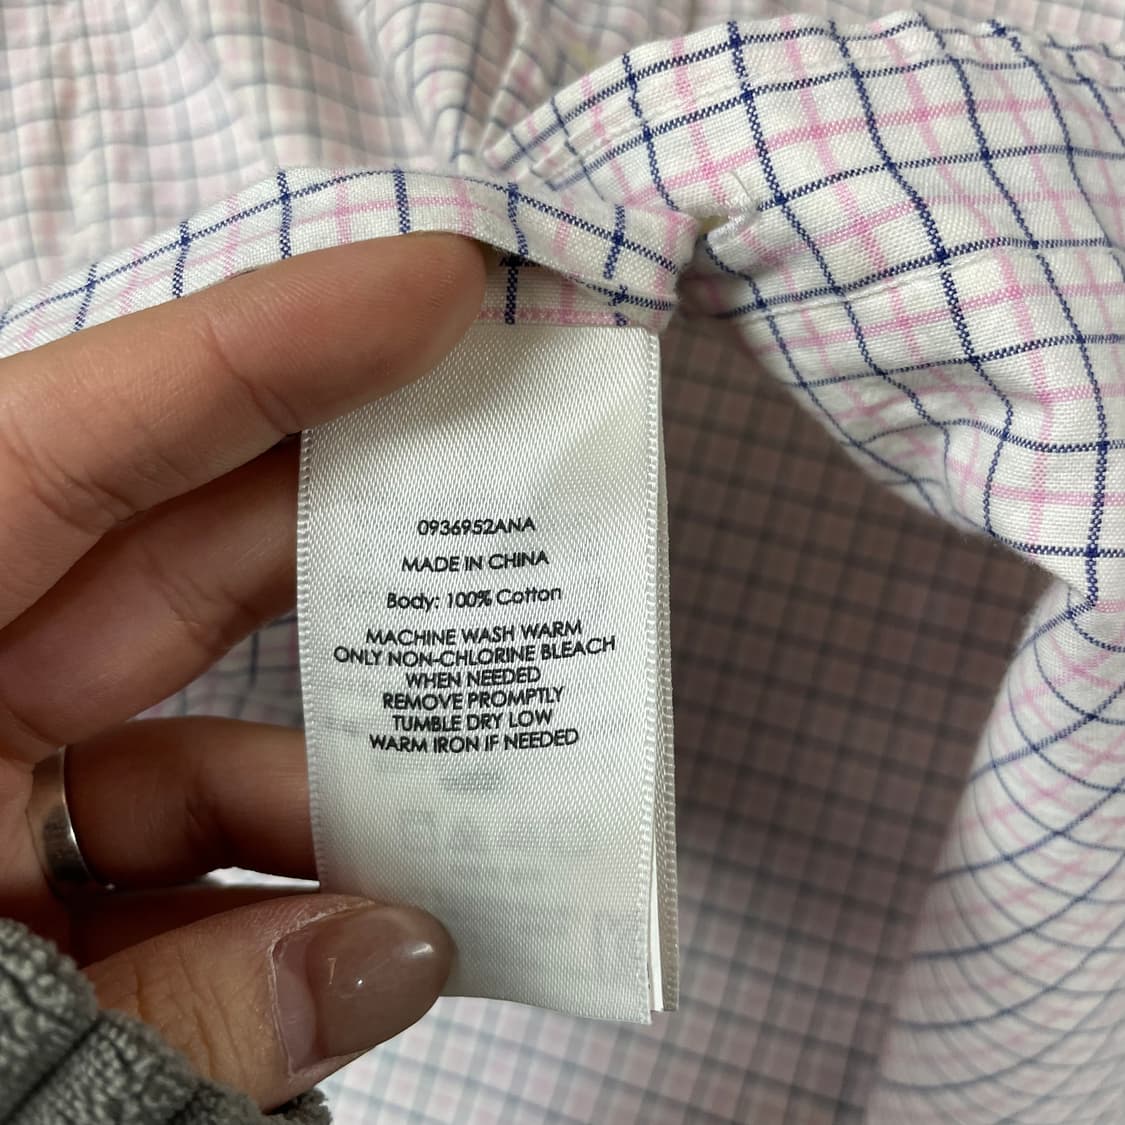 0936952ANA
MADE IN CHINA
Body: 100% Cotton
MACHINE WASH WARM
ONLY NON-CHLORINE BLEACH
WHEN NEEDED
REMOVE PROMPTLY
TUMBLE DRY LOW
WARM IRON IF NEEDED